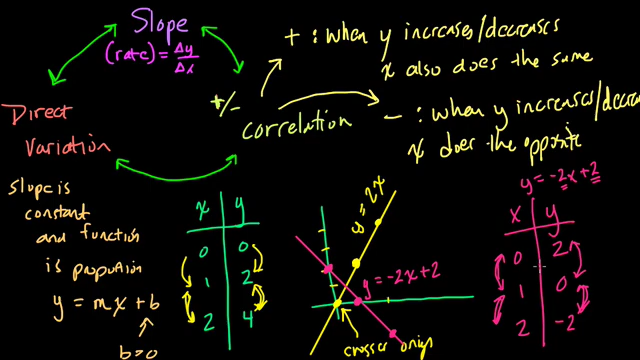 Slope
(rate) = Δy/Δx
+ : when y increases/decreases
x also does the same
+/-
correlation
- : when y increases/decrea
x does the opposite
Direct
Variation
Slope is
constant
and function
is proportion
y = mx + b
b=0
x y
0 0
1 2
2 4
y = 2x
y = -2x + 2
crosses origi
y = -2x + 2
x y
0 2
1 0
2 -2